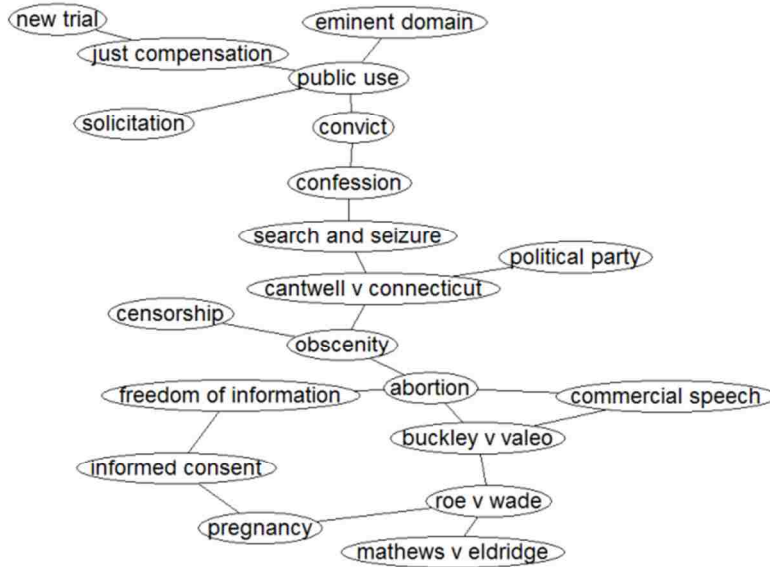 new trial
eminent domain
just compensation
public use
solicitation
convict
confession
search and seizure
political party
cantwell v connecticut
censorship
obscenity
abortion
freedom of information
commercial speech
buckley v valeo
informed consent
roe v wade
pregnancy
mathews v eldridge